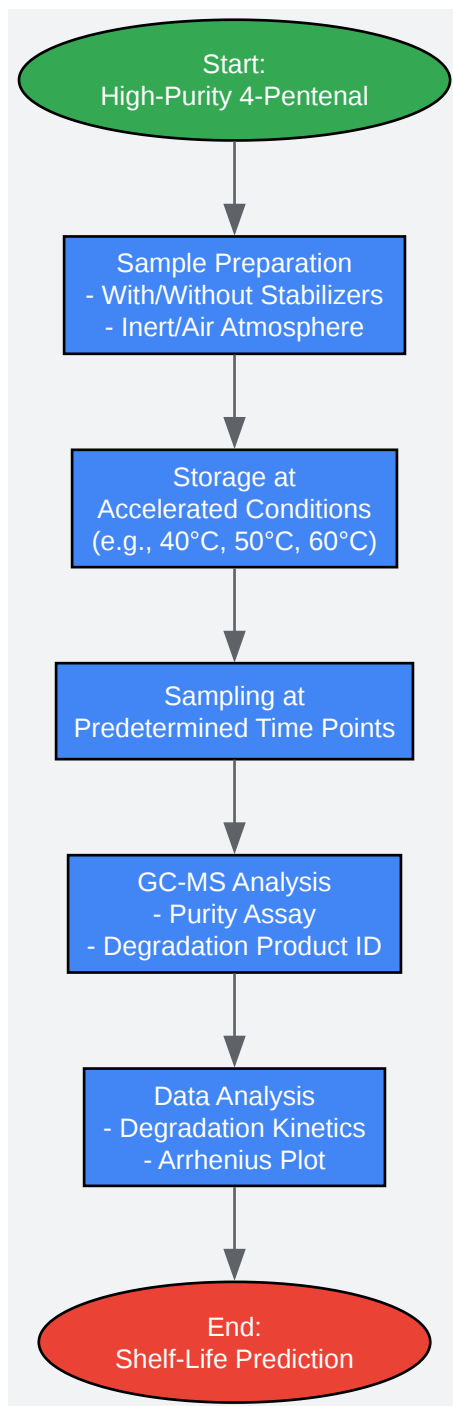 Start:
High-Purity 4-Pentenal
Sample Preparation
- With/Without Stabilizers
- Inert/Air Atmosphere
Storage at
Accelerated Conditions
(e.g., 40°C, 50°C, 60°C)
Sampling at
Predetermined Time Points
GC-MS Analysis
- Purity Assay
- Degradation Product ID
Data Analysis
- Degradation Kinetics
- Arrhenius Plot
End:
Shelf-Life Prediction